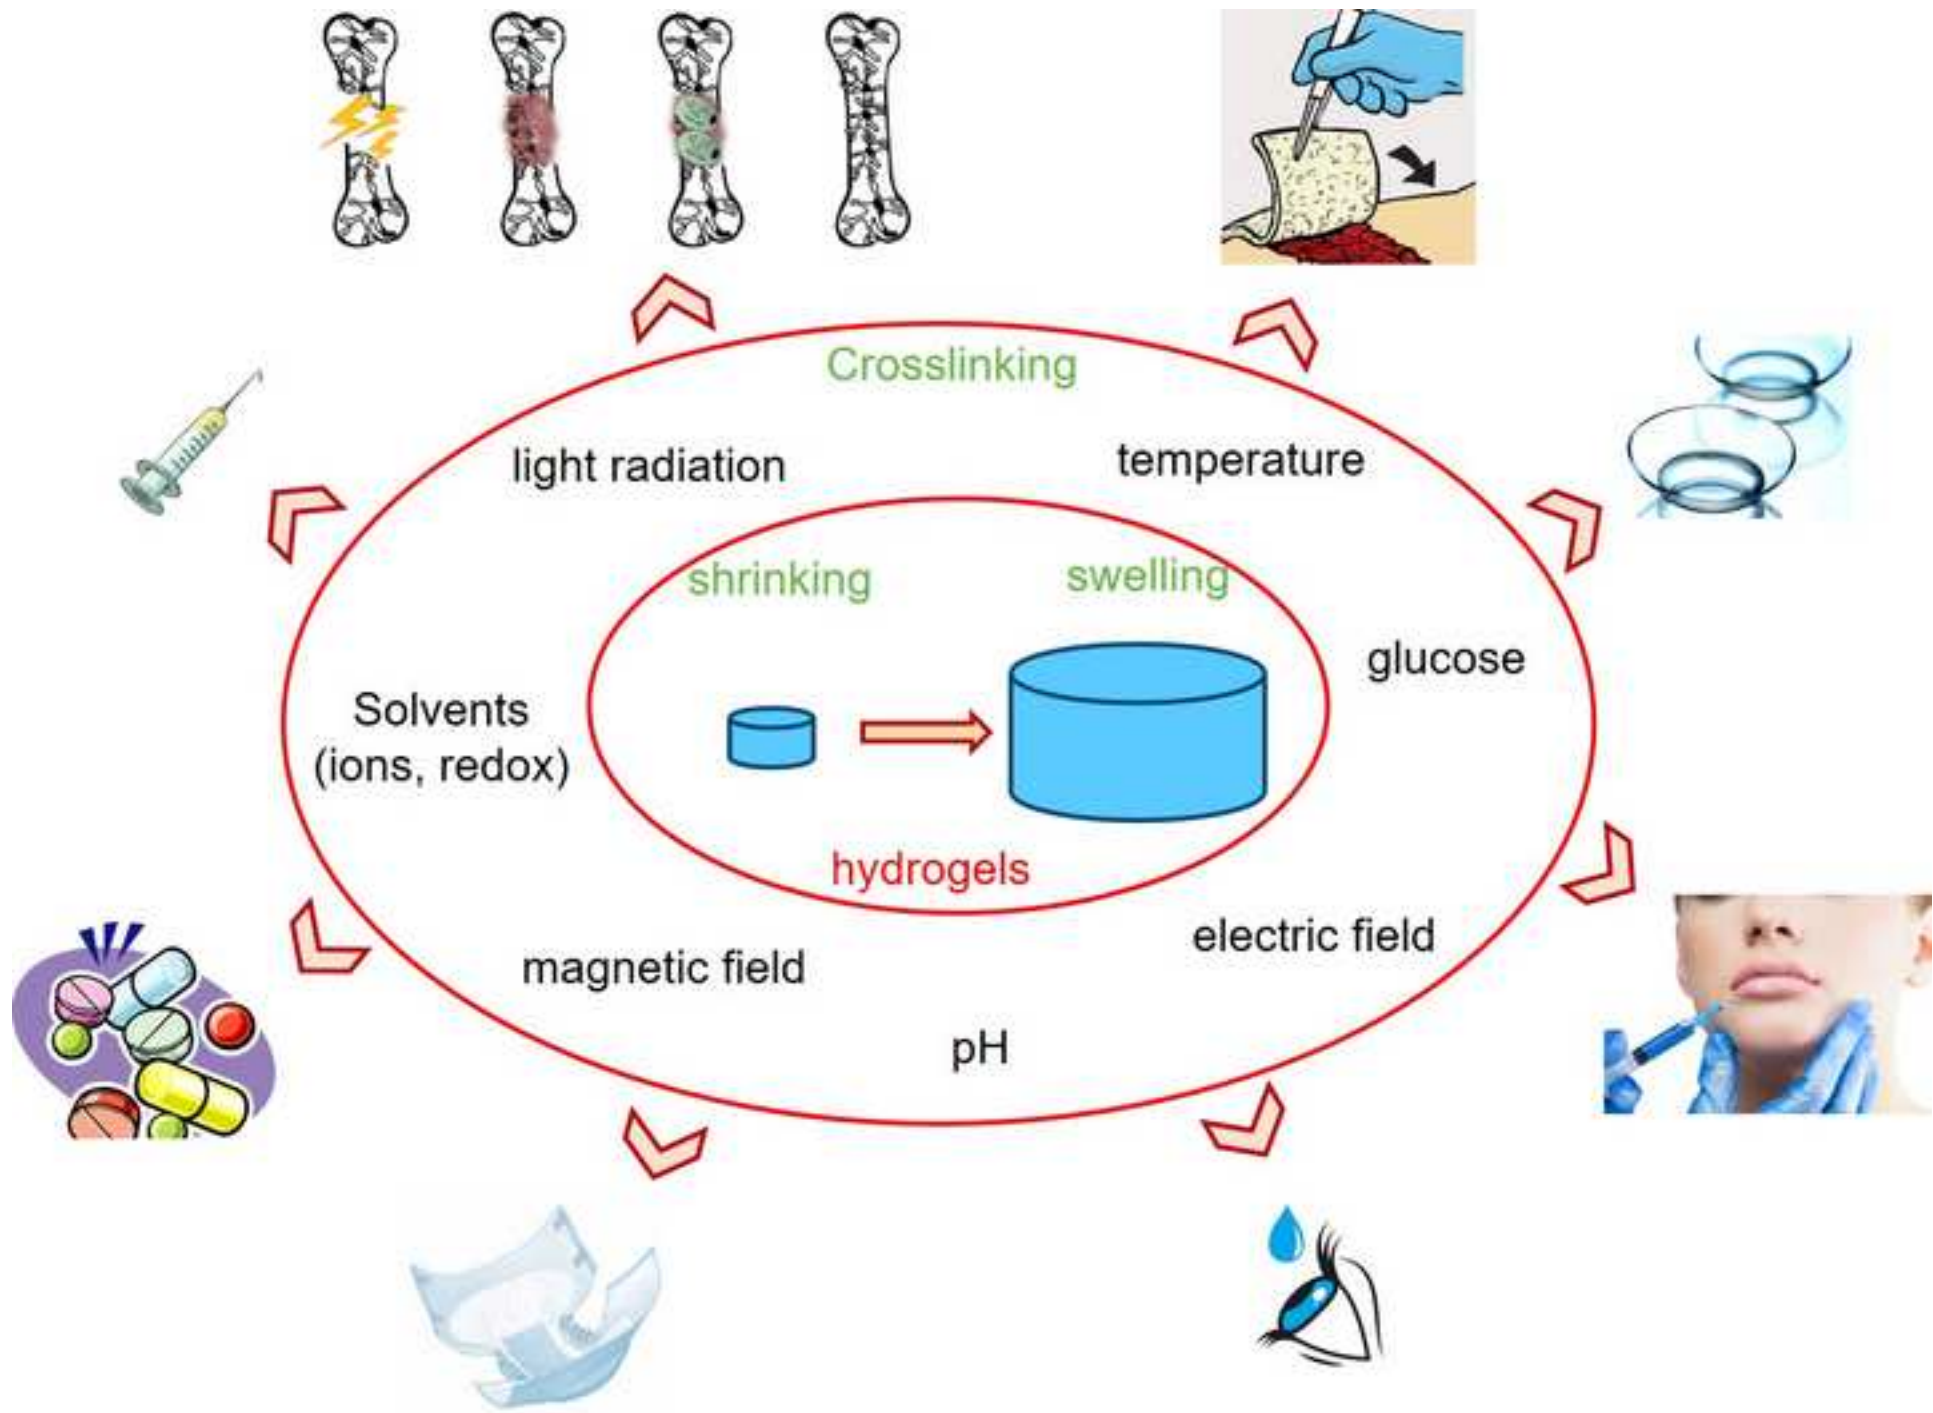 Crosslinking
light radiation
temperature
shrinking
swelling
glucose
Solvents
(ions, redox)
hydrogels
electric field
magnetic field
pH